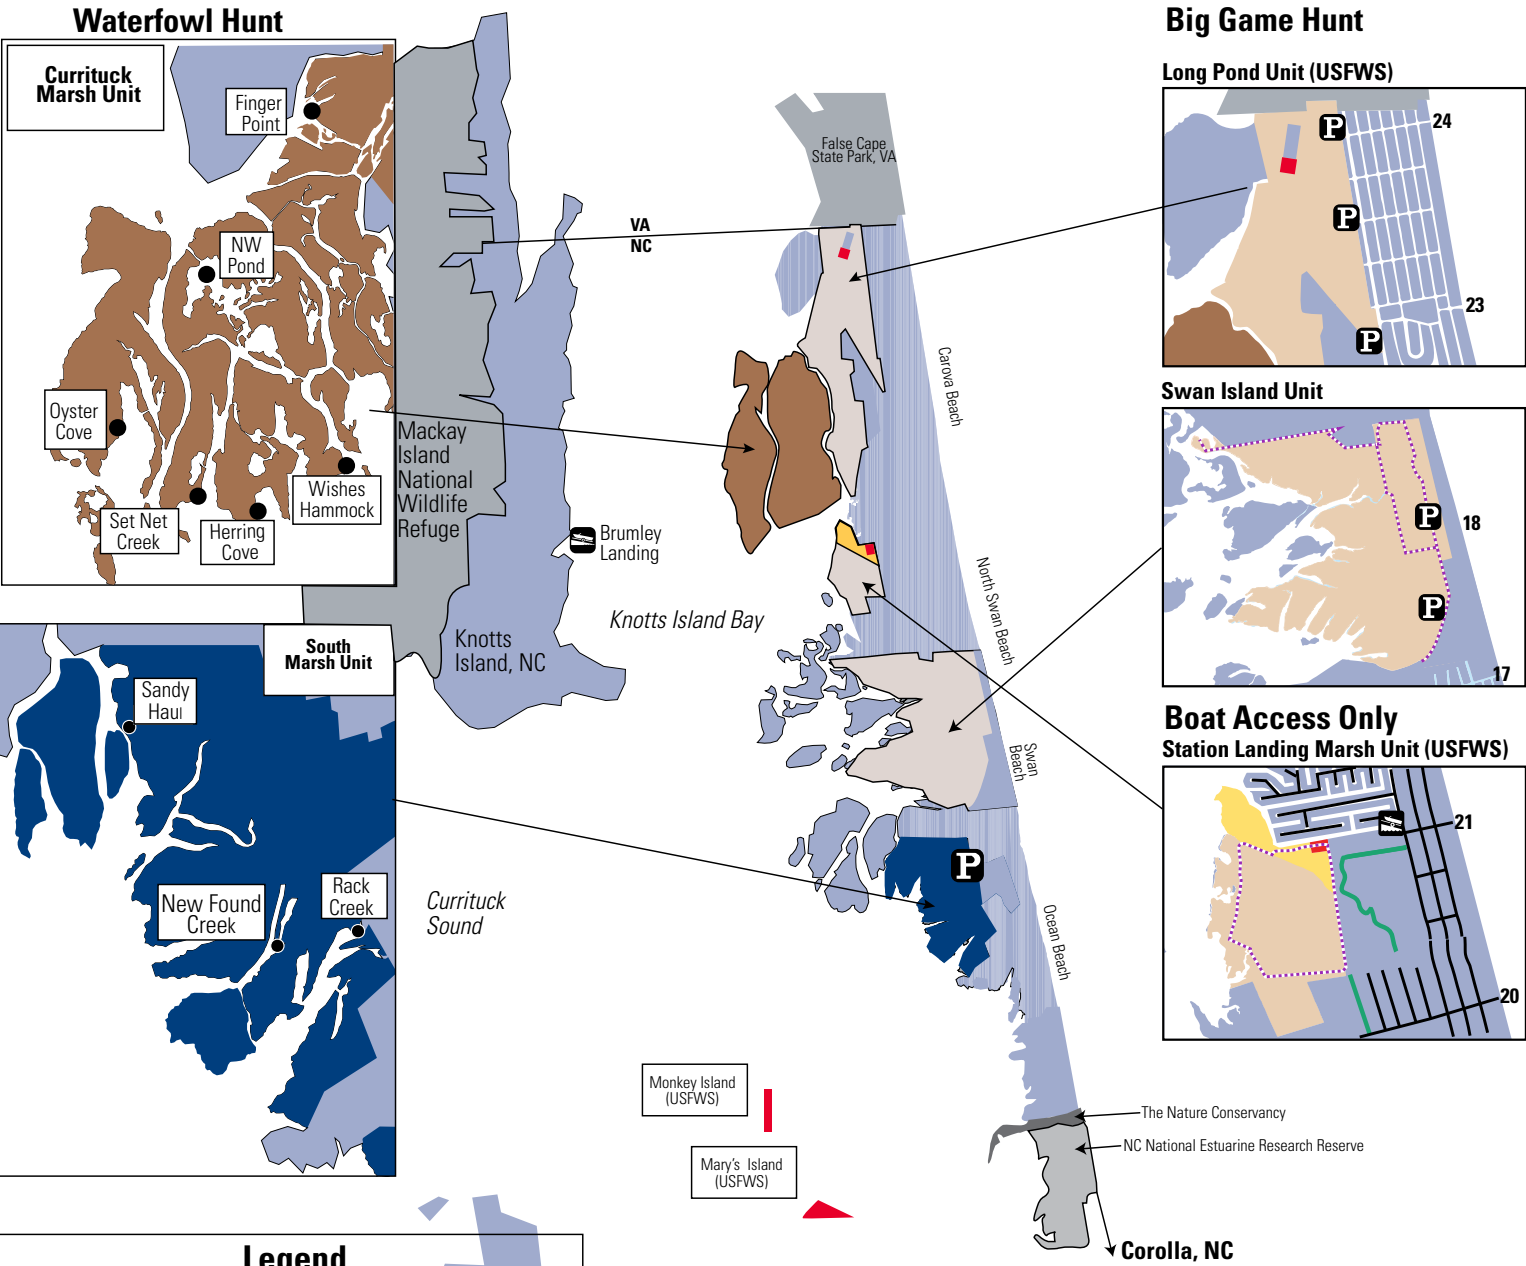 Waterfowl Hunt
Currituck
Marsh Unit
Finger
Point
NW
Pond
Oyster
Cove
Set Net
Creek
Herring
Cove
Wishes
Hammock
South
Marsh Unit
Sandy
Haul
New Found
Creek
Rack
Creek
Mackay
Island
National
Wildlife
Refuge
Knotts
Island, NC
VA
NC
Brumley
Landing
Knotts Island Bay
Currituck
Sound
False Cape
State Park, VA
Carova Beach
North Swan Beach
Swan
Beach
Ocean Beach
P
Monkey Island
(USFWS)
Mary's Island
(USFWS)
The Nature Conservancy
NC National Estuarine Research Reserve
Corolla, NC
Big Game Hunt
Long Pond Unit (USFWS)
P
24
P
23
P
Swan Island Unit
P
18
P
17
Boat Access Only
Station Landing Marsh Unit (USFWS)
21
20
Legend